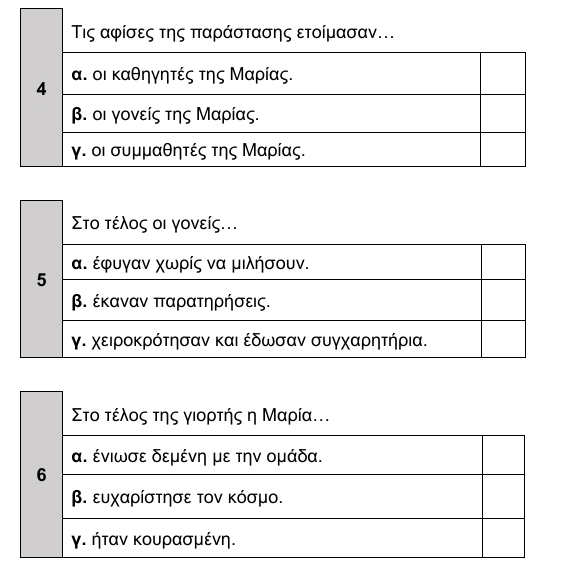 Τις αφίσες της παράστασης ετοίμασαν…
4
α. οι καθηγητές της Μαρίας.
β. οι γονείς της Μαρίας.
γ. οι συμμαθητές της Μαρίας.
Στο τέλος οι γονείς…
5
α. έφυγαν χωρίς να μιλήσουν.
β. έκαναν παρατηρήσεις.
γ. χειροκρότησαν και έδωσαν συγχαρητήρια.
Στο τέλος της γιορτής η Μαρία…
6
α. ένιωσε δεμένη με την ομάδα.
β. ευχαρίστησε τον κόσμο.
γ. ήταν κουρασμένη.